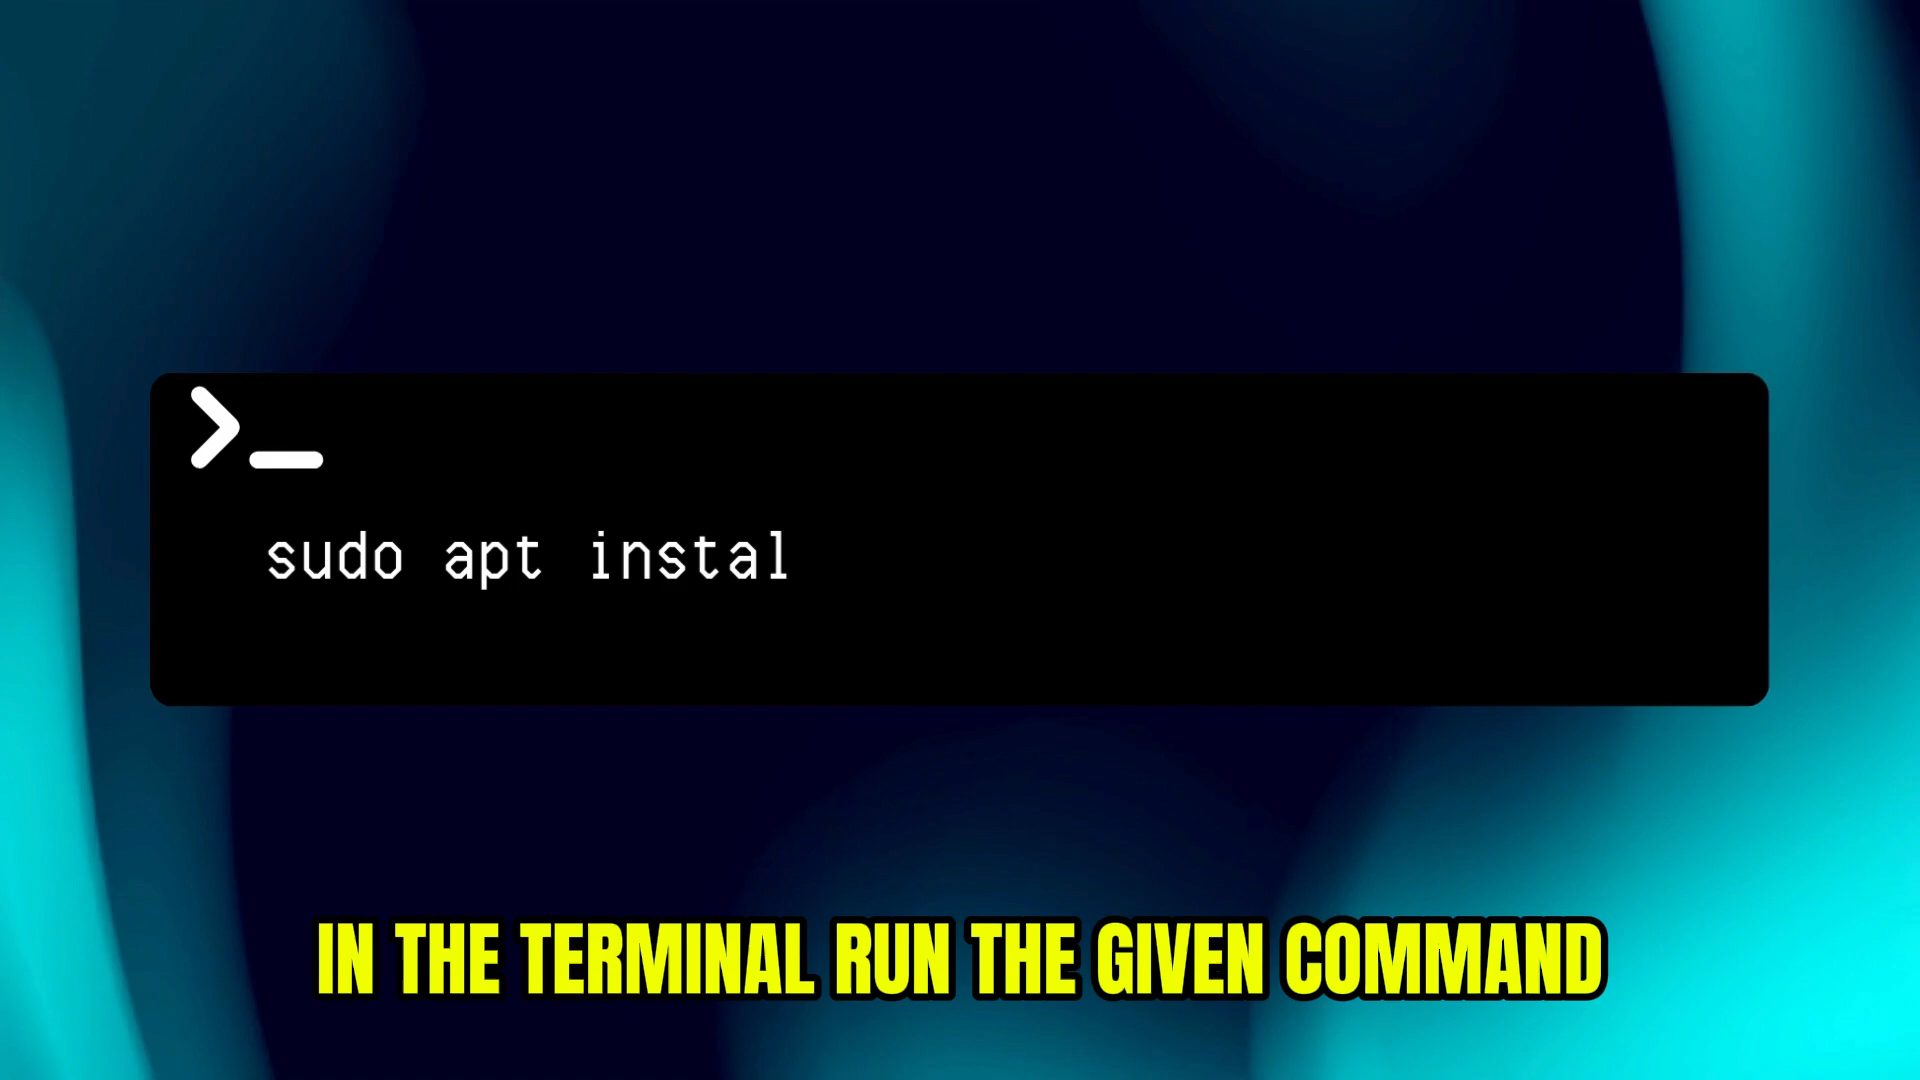 >_
sudo apt instal
IN THE TERMINAL RUN THE GIVEN COMMAND